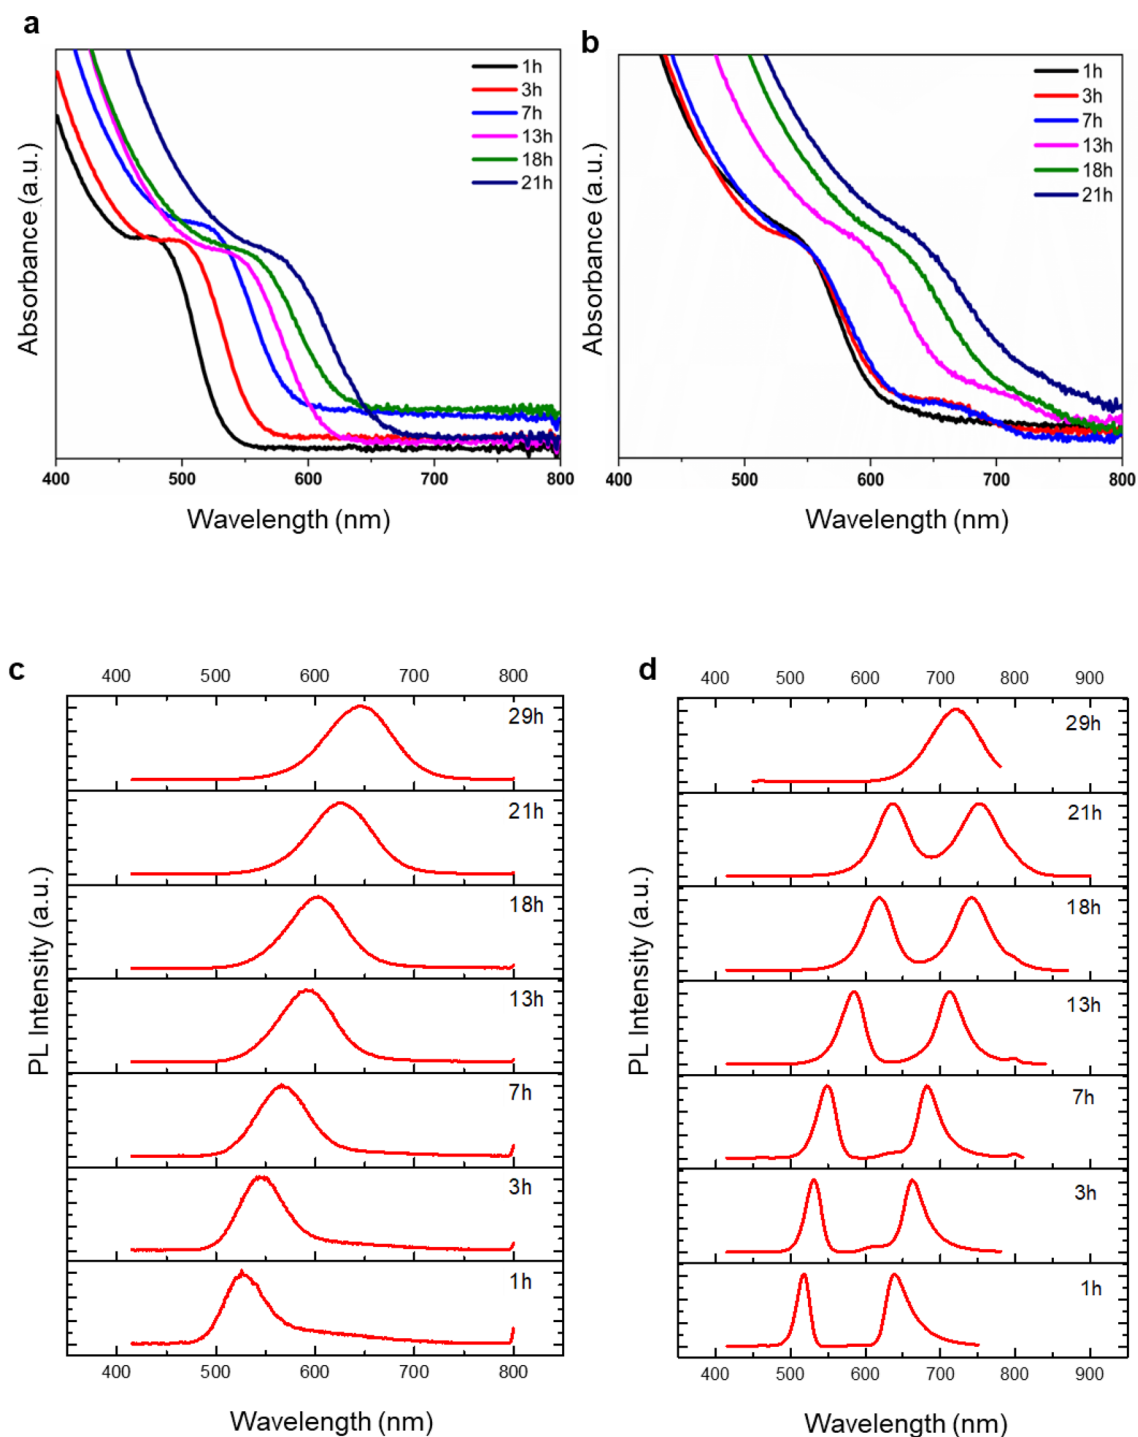 a
1h
3h
7h
13h
18h
21h
Absorbance (a.u.)
400 500 600 700 800
Wavelength (nm)
b
1h
3h
7h
13h
18h
21h
Absorbance (a.u.)
400 500 600 700 800
Wavelength (nm)
c
400 500 600 700 800
29h
21h
18h
13h
7h
3h
1h
PL Intensity (a.u.)
400 500 600 700 800
Wavelength (nm)
d
400 500 600 700 800 900
29h
21h
18h
13h
7h
3h
1h
PL Intensity (a.u.)
400 500 600 700 800 900
Wavelength (nm)